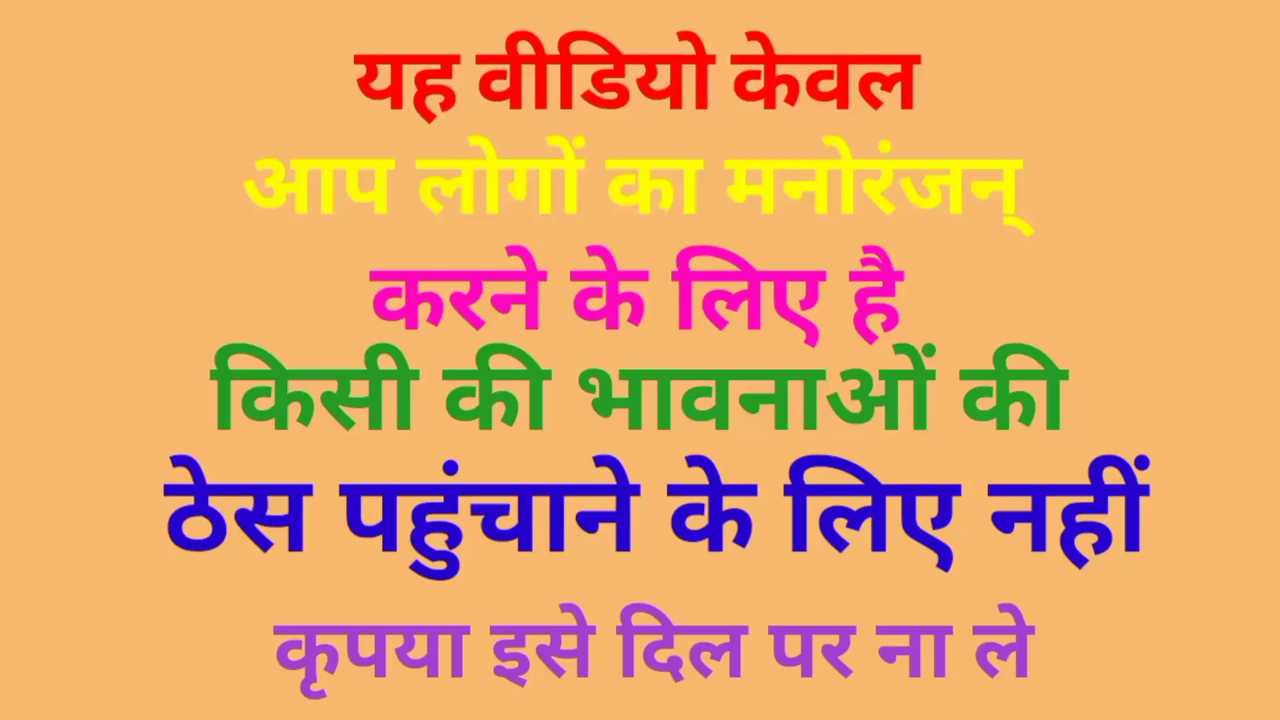 यह वीडियो केवल
आप लोगों का मनोरंजन्
करने के लिए है
किसी की भावनाओं की
ठेस पहुंचाने के लिए नहीं
कृपया इसे दिल पर ना ले